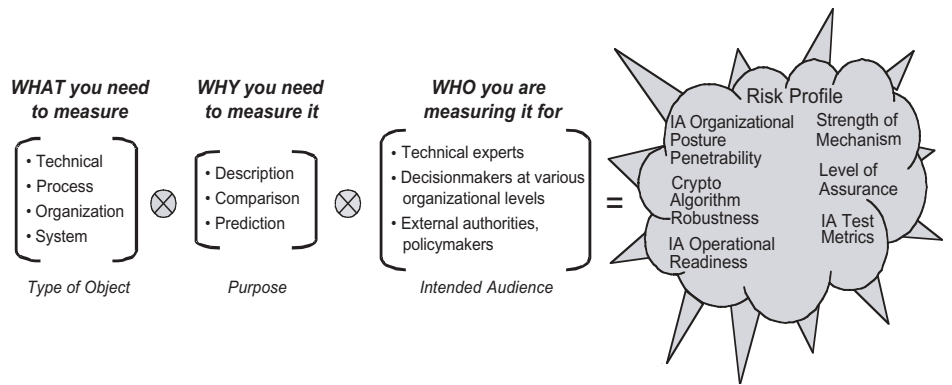 WHAT you need
to measure
• Technical
• Process
• Organization
• System
Type of Object
WHY you need
to measure it
• Description
• Comparison
• Prediction
Purpose
WHO you are
measuring it for
• Technical experts
• Decisionmakers at various
organizational levels
• External authorities,
policymakers
Intended Audience
=
Risk Profile
IA Organizational
Posture
Penetrability
Crypto
Algorithm
Robustness
IA Operational
Readiness
Strength of
Mechanism
Level of
Assurance
IA Test
Metrics